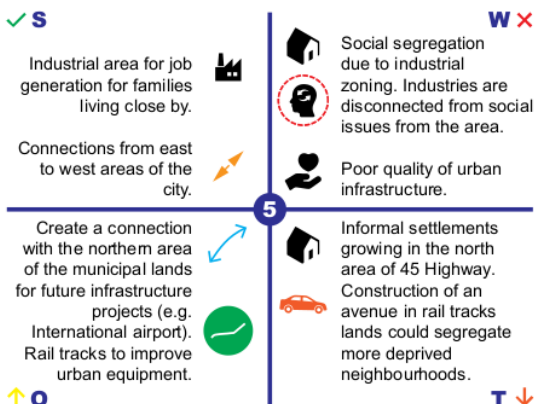 S
Industrial area for job
generation for families
living close by.
Connections from east
to west areas of the
city.
W
Social segregation
due to industrial
zoning. Industries are
disconnected from social
issues from the area.
Poor quality of urban
infrastructure.
5
Create a connection
with the northern area
of the municipal lands
for future infrastructure
projects (e.g.
International airport).
Rail tracks to improve
urban equipment.
O
Informal settlements
growing in the north
area of 45 Highway.
Construction of an
avenue in rail tracks
lands could segregate
more deprived
neighbourhoods.
T